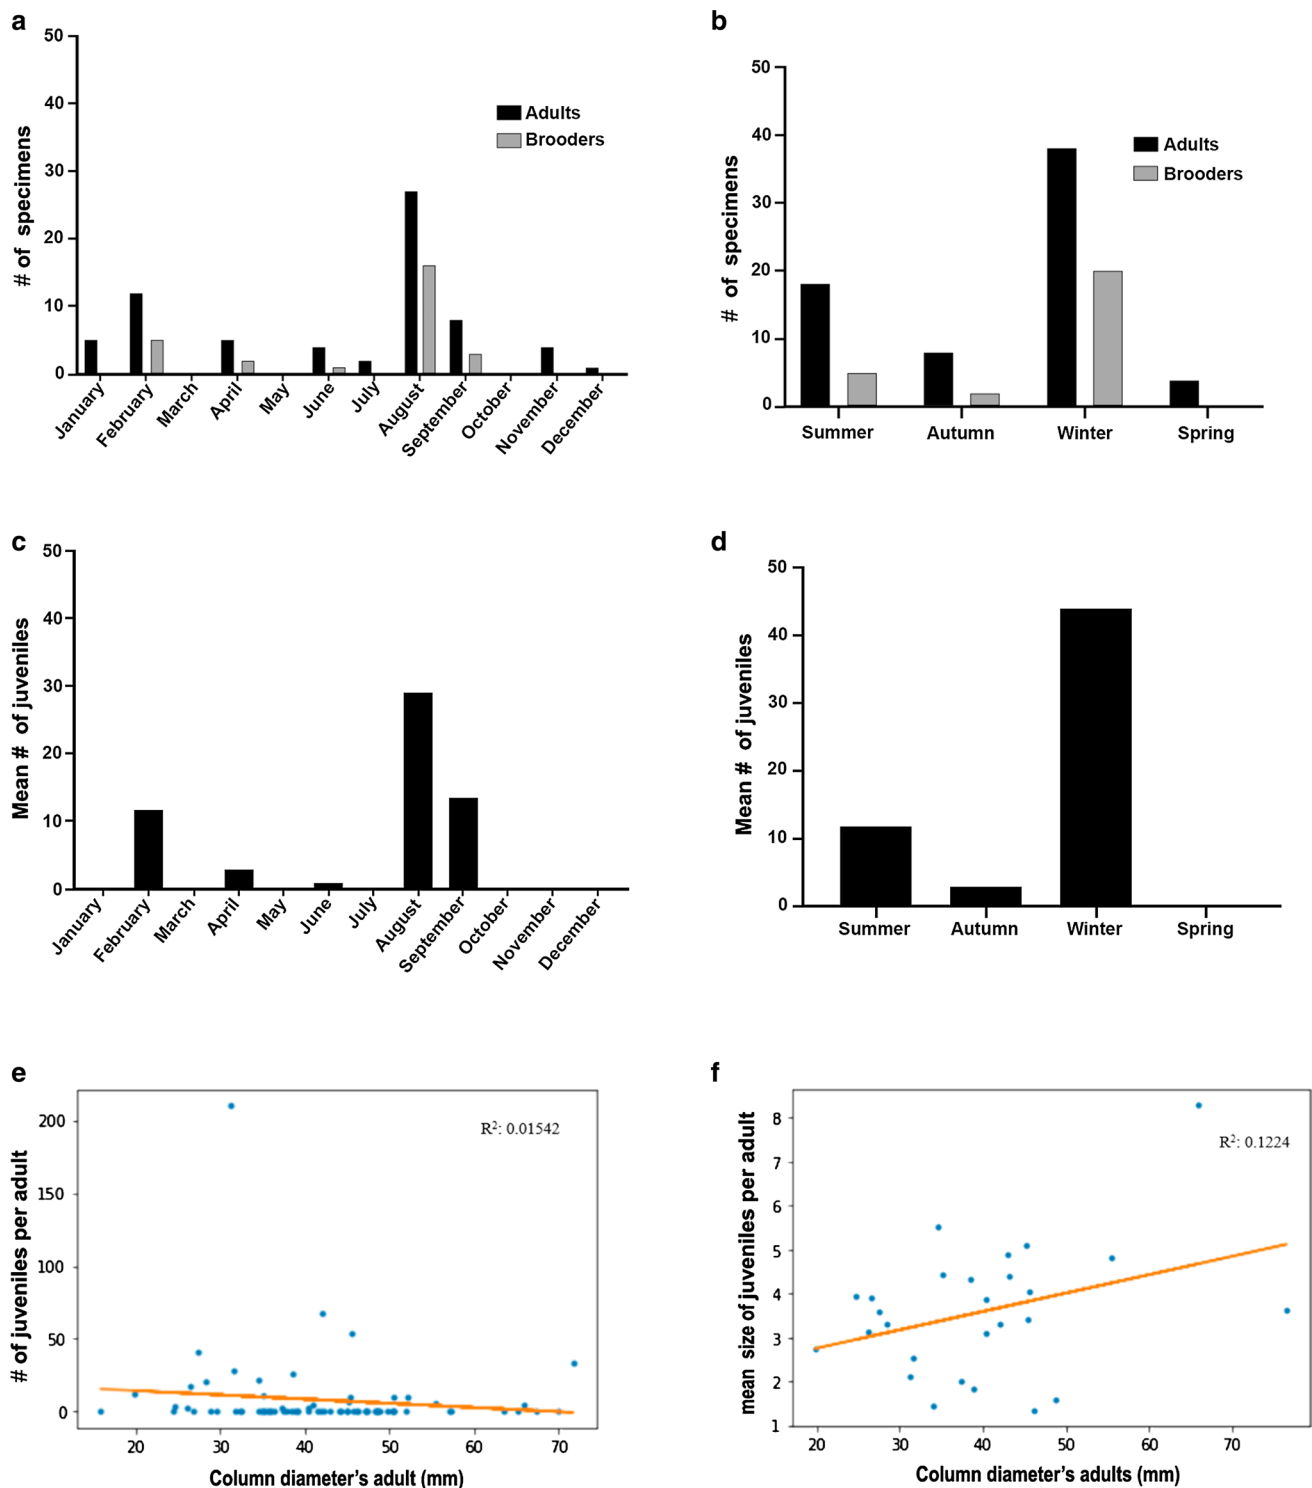 a
50
40
30
20
10
0
# of specimens
Adults
Brooders
January
February
March
April
May
June
July
August
September
October
November
December
b
50
40
30
20
10
0
# of specimens
Adults
Brooders
Summer
Autumn
Winter
Spring
c
50
40
30
20
10
0
Mean # of juveniles
January
February
March
April
May
June
July
August
September
October
November
December
d
50
40
30
20
10
0
Mean # of juveniles
Summer
Autumn
Winter
Spring
e
200
150
100
50
0
# of juveniles per adult
R²: 0.01542
20 30 40 50 60 70
Column diameter's adult (mm)
f
8
7
6
5
4
3
2
1
mean size of juveniles per adult
R²: 0.1224
20 30 40 50 60 70
Column diameter's adults (mm)